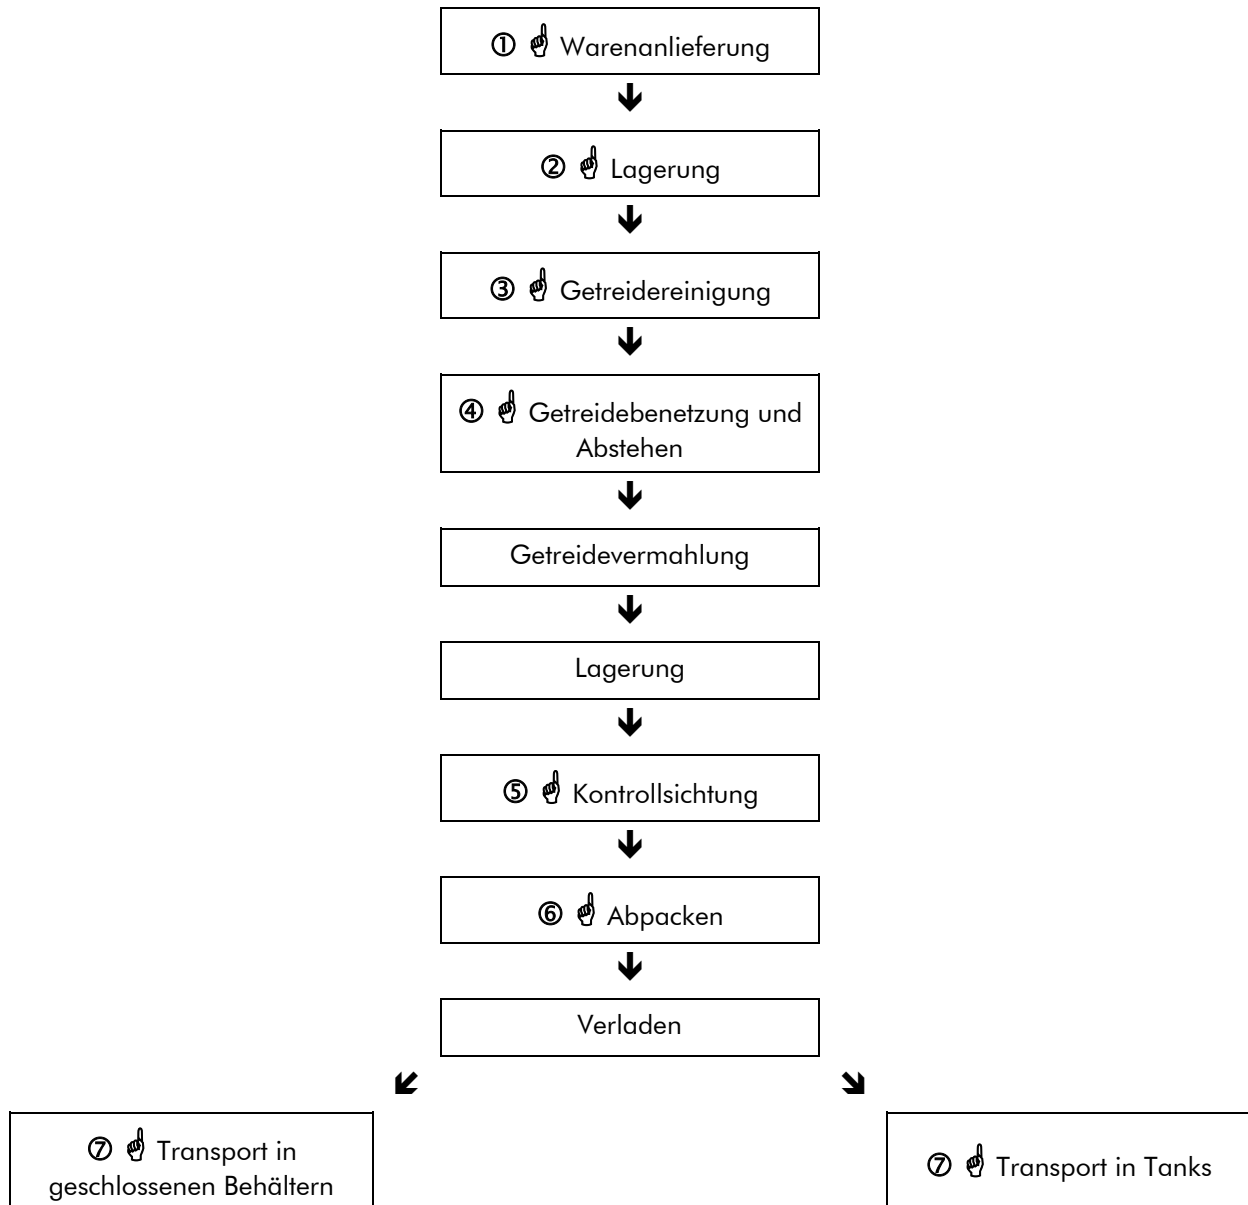 ① ☝ Warenanlieferung
🡻
② ☝ Lagerung
🡻
③ ☝ Getreidereinigung
🡻
④ ☝ Getreidebenetzung und
Abstehen
🡻
Getreidevermahlung
🡻
Lagerung
🡻
⑤ ☝ Kontrollsichtung
🡻
⑥ ☝ Abpacken
🡻
Verladen
🡿 🡾
⑦ ☝ Transport in
geschlossenen Behältern
⑦ ☝ Transport in Tanks